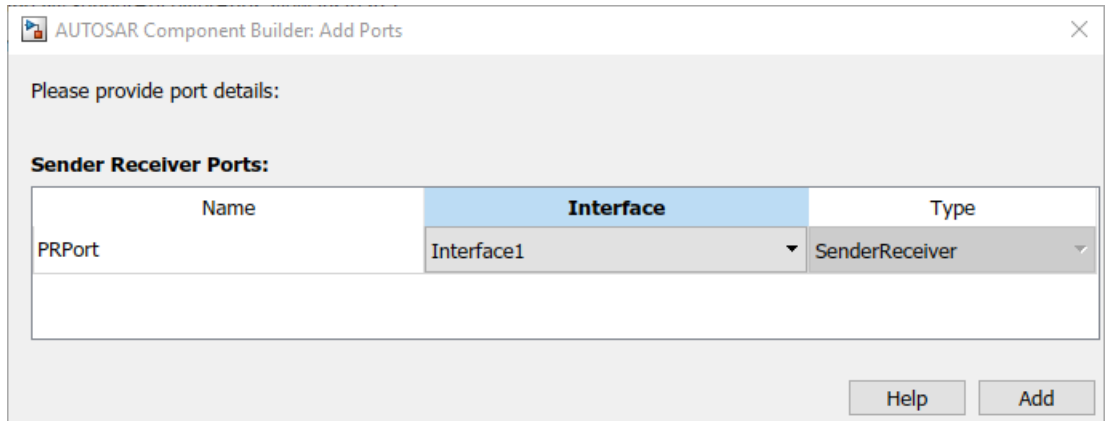 AUTOSAR Component Builder: Add Ports
Please provide port details:
Sender Receiver Ports:
Name Interface Type
PRPort Interface1 SenderReceiver
Help Add